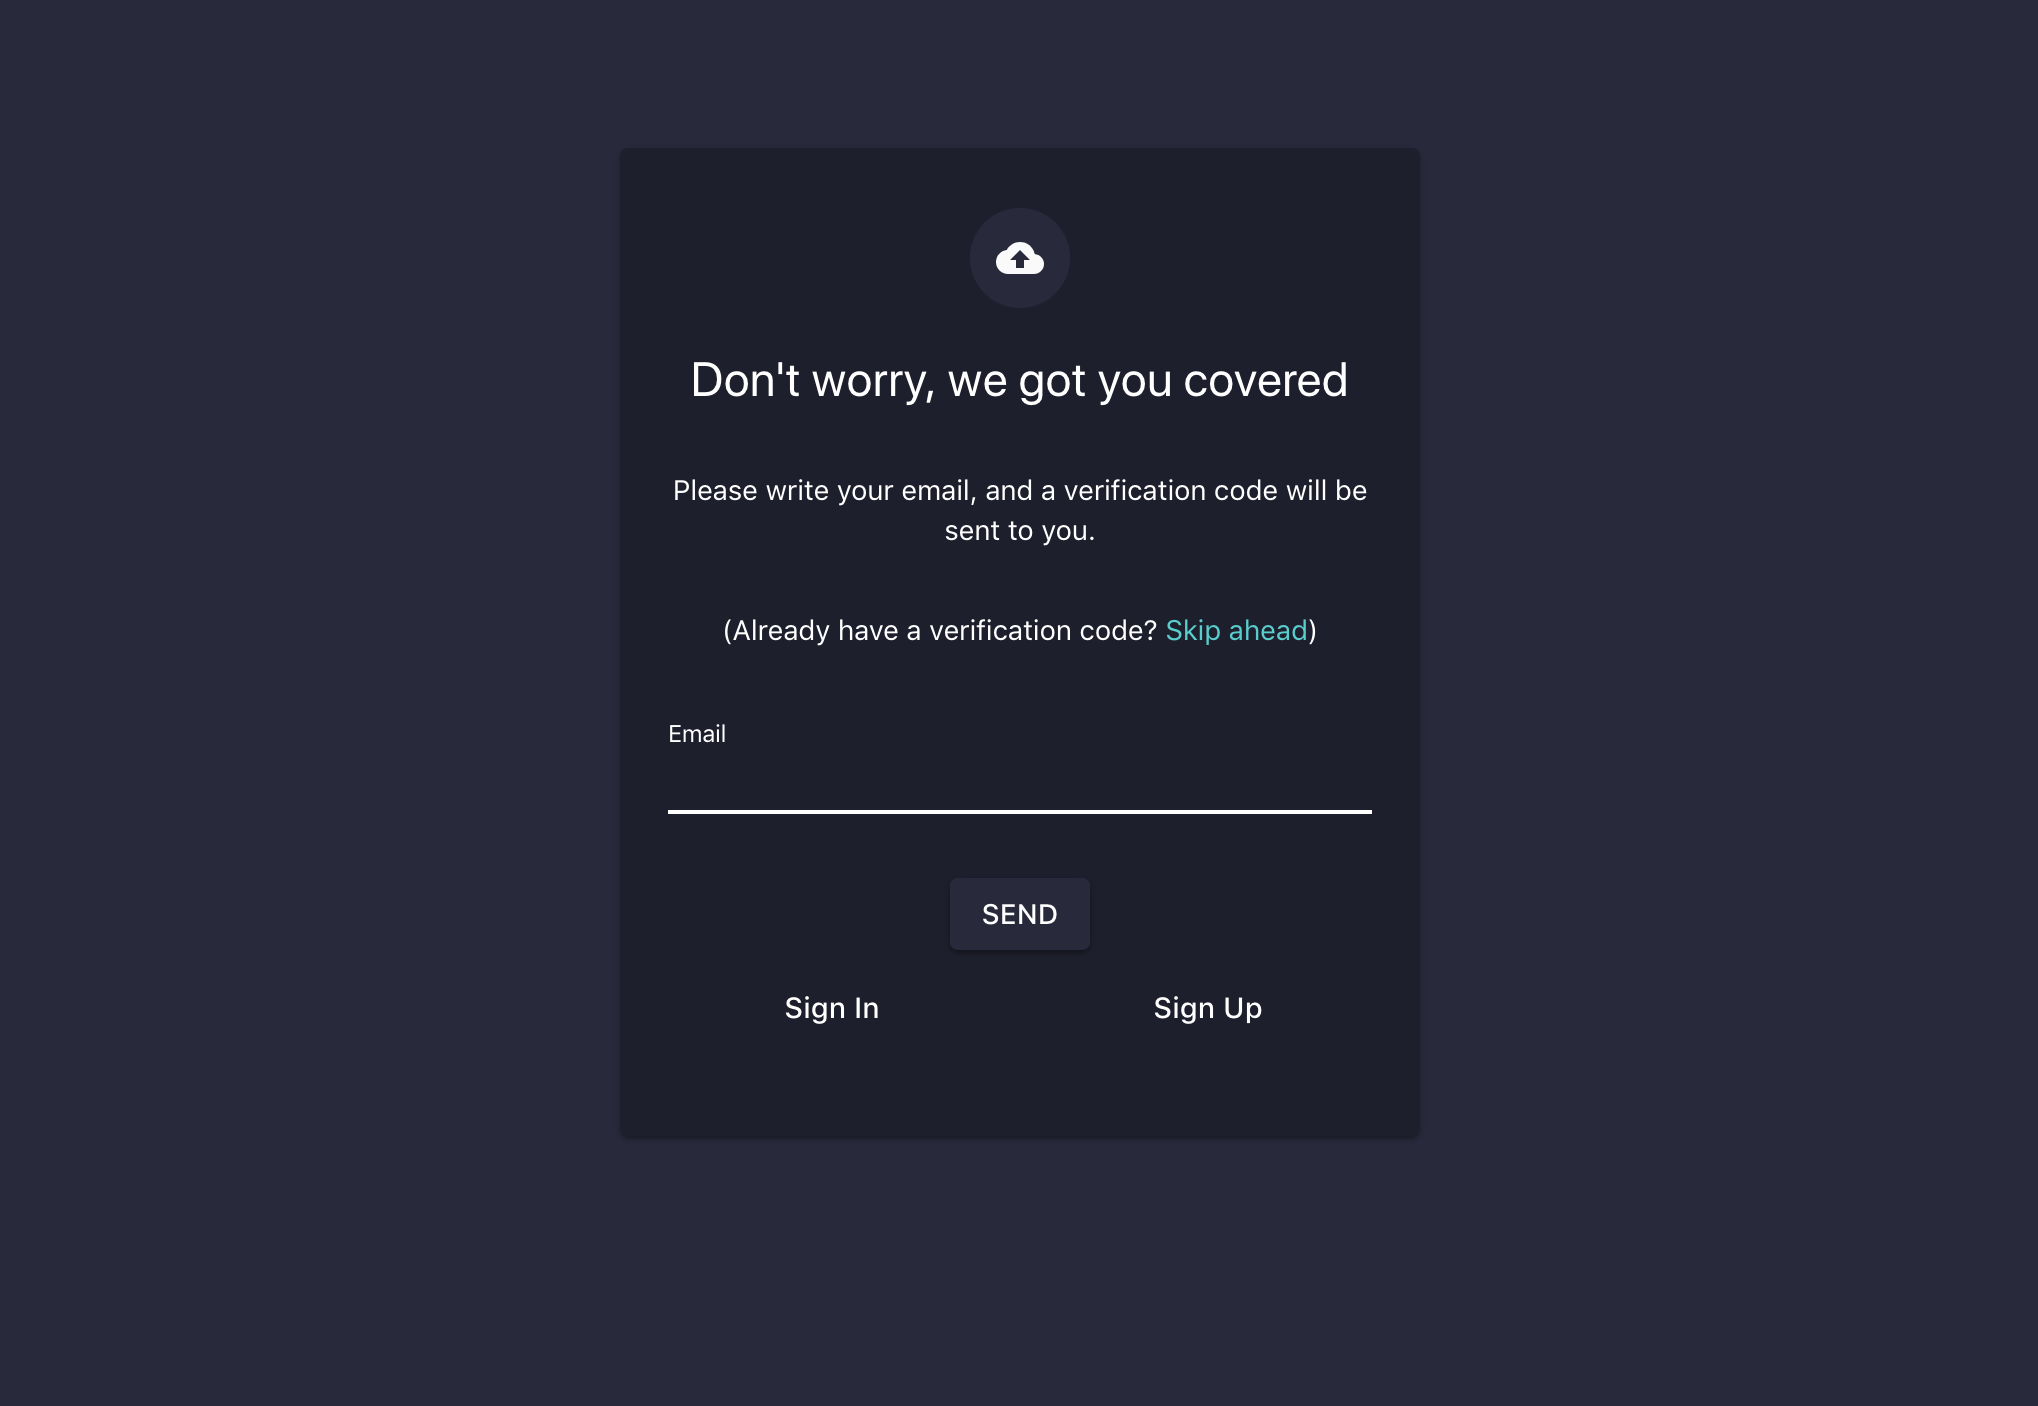 Don't worry, we got you covered
Please write your email, and a verification code will be
sent to you.
(Already have a verification code? Skip ahead)
Email
SEND
Sign In
Sign Up